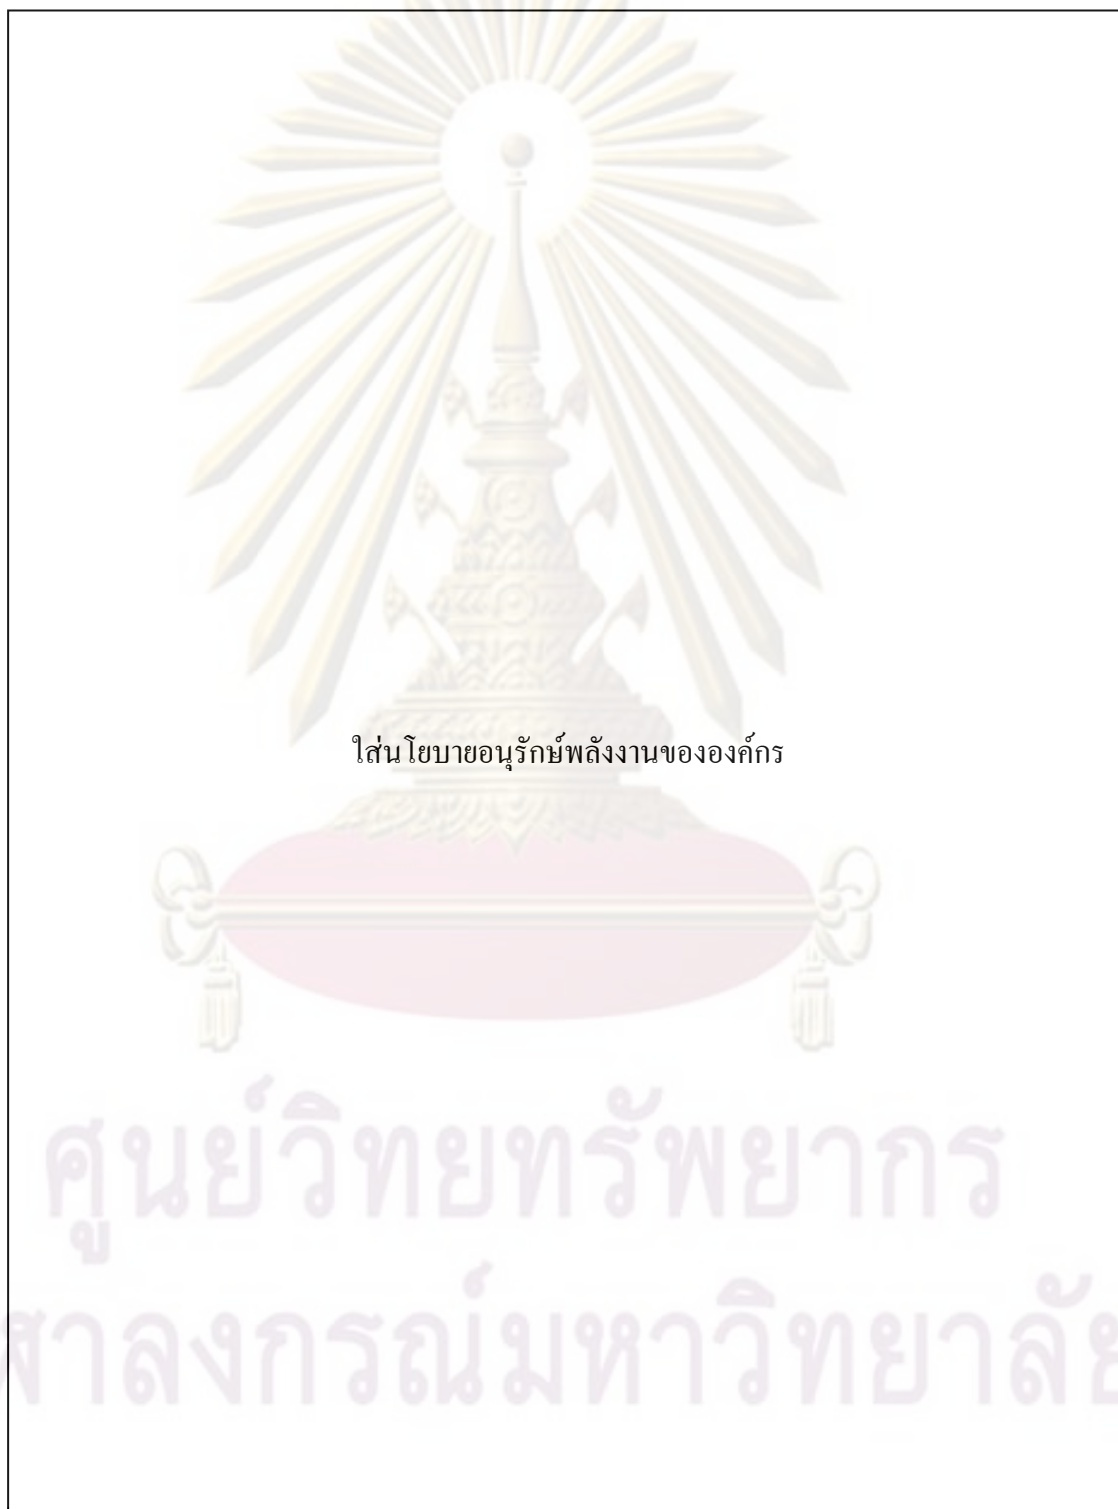 ใส่นโยบายอนุรักษ์พลังงานขององค์กร
ศูนย์วิทยทรัพยากร
ฬาลงกรณ์มหาวิทยาลัย